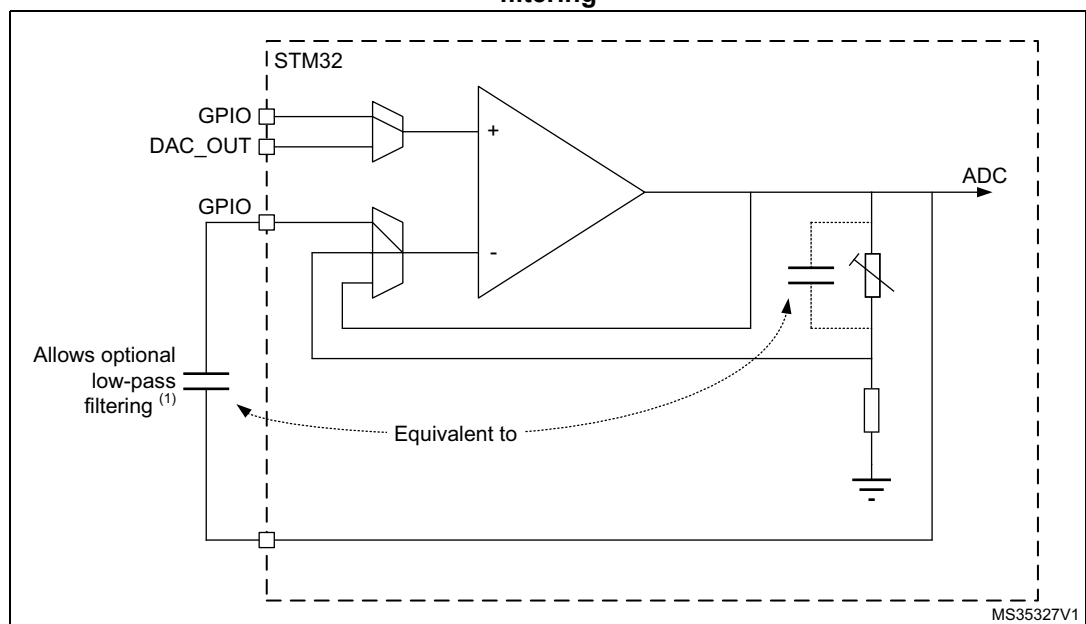 filtering
STM32
GPIO
DAC_OUT
+
ADC
GPIO
-
Allows optional
low-pass
filtering (1)
Equivalent to
MS35327V1